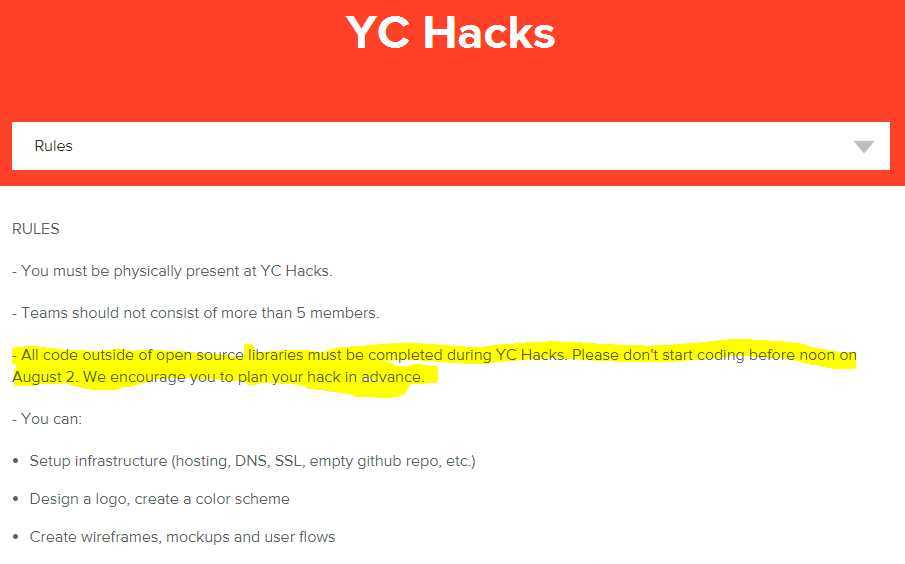 YC Hacks
Rules
RULES
- You must be physically present at YC Hacks.
- Teams should not consist of more than 5 members.
- All code outside of open source libraries must be completed during YC Hacks. Please don't start coding before noon on
August 2. We encourage you to plan your hack in advance.
- You can:
• Setup infrastructure (hosting, DNS, SSL, empty github repo, etc.)
• Design a logo, create a color scheme
• Create wireframes, mockups and user flows